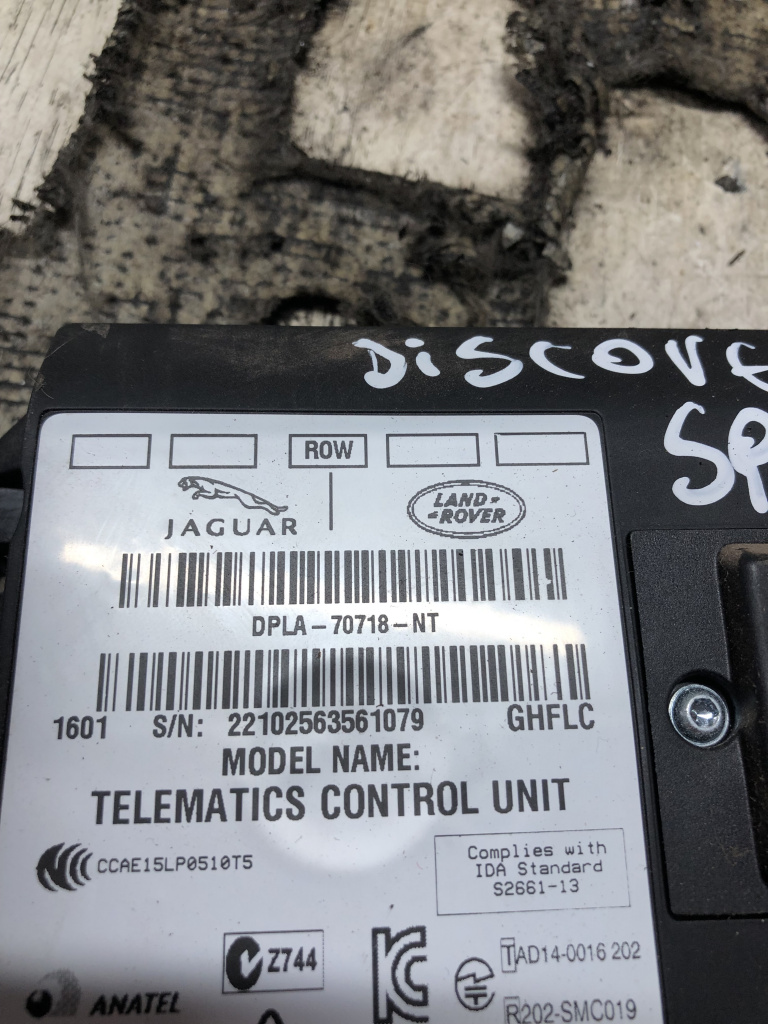 DiSCOVE
SP
ROW
JAGUAR
LAND-
-ROVER
DPLA-70718-NT
1601 S/N: 22102563561079 GHFLC
MODEL NAME:
TELEMATICS CONTROL UNIT
CCAE15LP0510T5
Complies with
IDA Standard
S2661-13
Z744
TAD14-0016 202
ANATEL
R202-SMC019